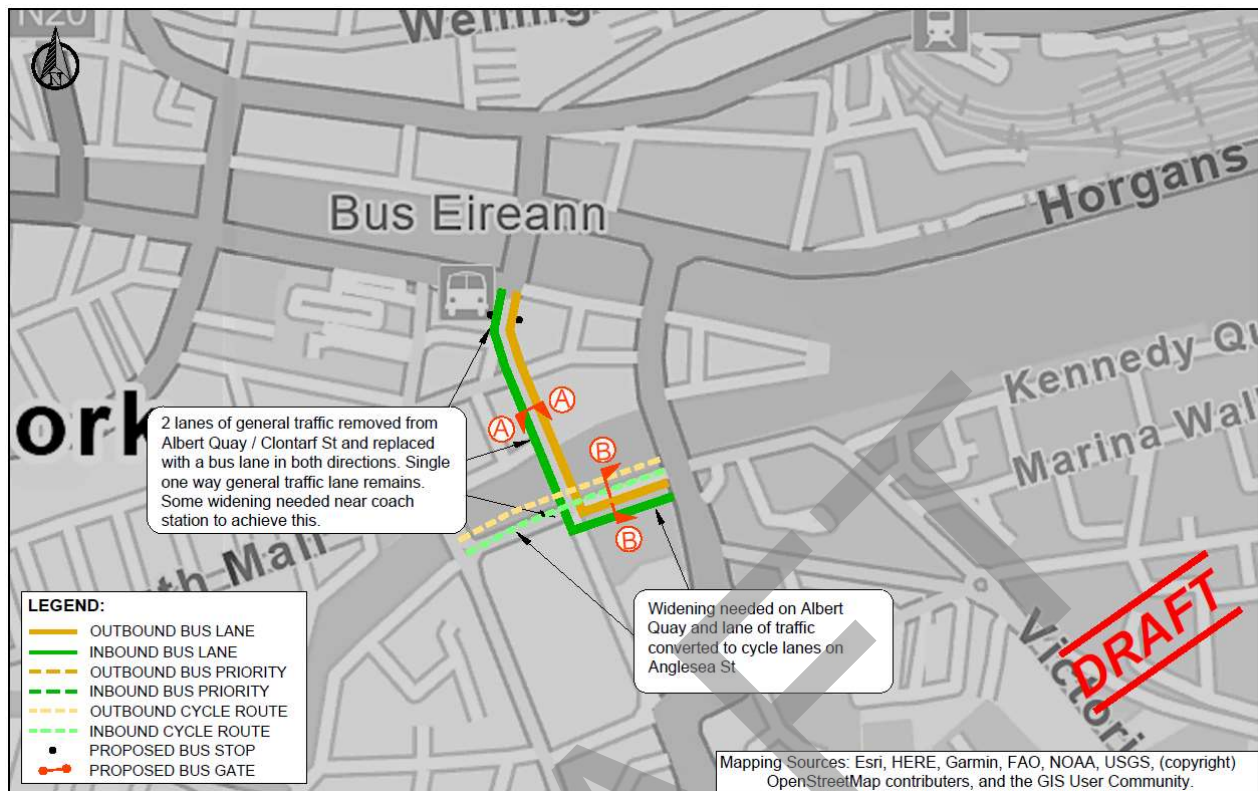 N20
Welling
Horgans
Bus Eireann
Kennedy Qu
Marina Wal
ork
A
A
B
B
2 lanes of general traffic removed from
Albert Quay / Clontarf St and replaced
with a bus lane in both directions. Single
one way general traffic lane remains.
Some widening needed near coach
station to achieve this.
th Mall
Widening needed on Albert
Quay and lane of traffic
converted to cycle lanes on
Anglesea St
Victori
DRAFT
N
LEGEND:
OUTBOUND BUS LANE
INBOUND BUS LANE
OUTBOUND BUS PRIORITY
INBOUND BUS PRIORITY
OUTBOUND CYCLE ROUTE
INBOUND CYCLE ROUTE
PROPOSED BUS STOP
PROPOSED BUS GATE
Mapping Sources: Esri, HERE, Garmin, FAO, NOAA, USGS, (copyright)
OpenStreetMap contributers, and the GIS User Community.